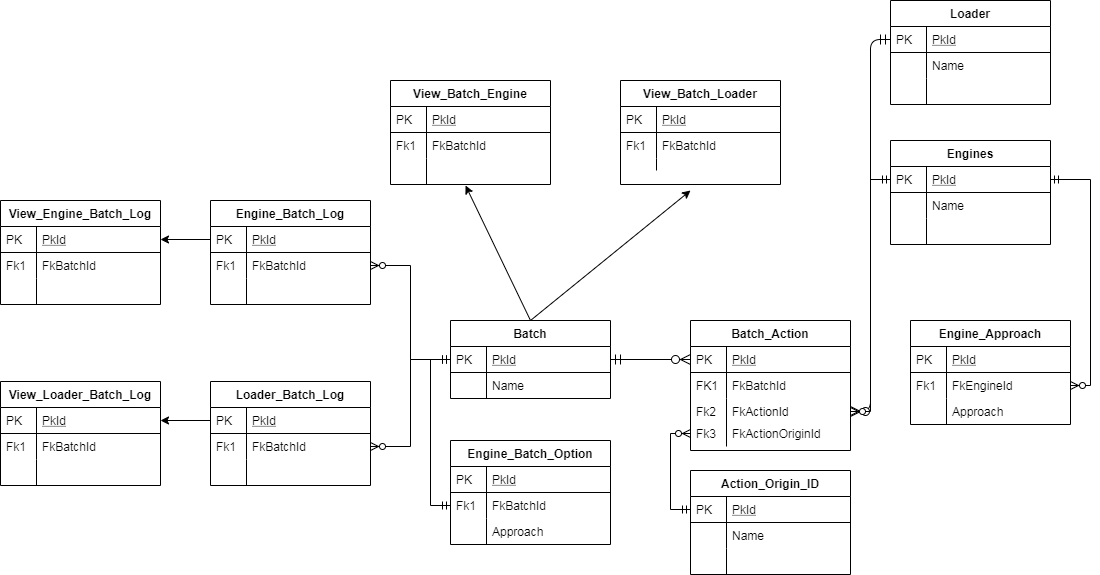 Loader
PK PkId
Name
View_Batch_Engine
PK PkId
Fk1 FkBatchId
View_Batch_Loader
PK PkId
Fk1 FkBatchId
Engines
PK PkId
Name
View_Engine_Batch_Log
PK PkId
Fk1 FkBatchId
Engine_Batch_Log
PK PkId
Fk1 FkBatchId
Batch
PK PkId
Name
Batch_Action
PK PkId
FK1 FkBatchId
Fk2 FkActionId
Fk3 FkActionOriginId
Engine_Approach
PK PkId
Fk1 FkEngineId
Approach
View_Loader_Batch_Log
PK PkId
Fk1 FkBatchId
Loader_Batch_Log
PK PkId
Fk1 FkBatchId
Engine_Batch_Option
PK PkId
Fk1 FkBatchId
Approach
Action_Origin_ID
PK PkId
Name